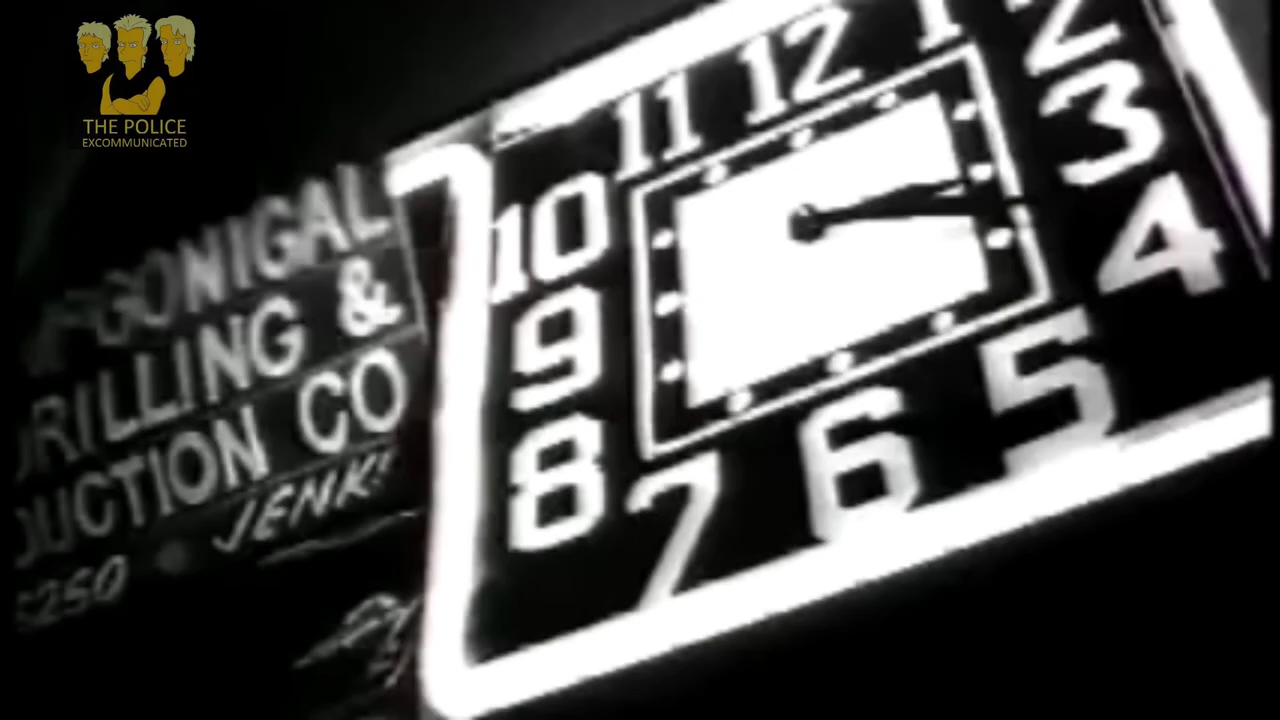 THE POLICE
EXCOMMUNICATED
GONIGAL
RILLING &
UCTION CO
JENK
250
11 12 1 2
10 3
9 4
8 7 6 5